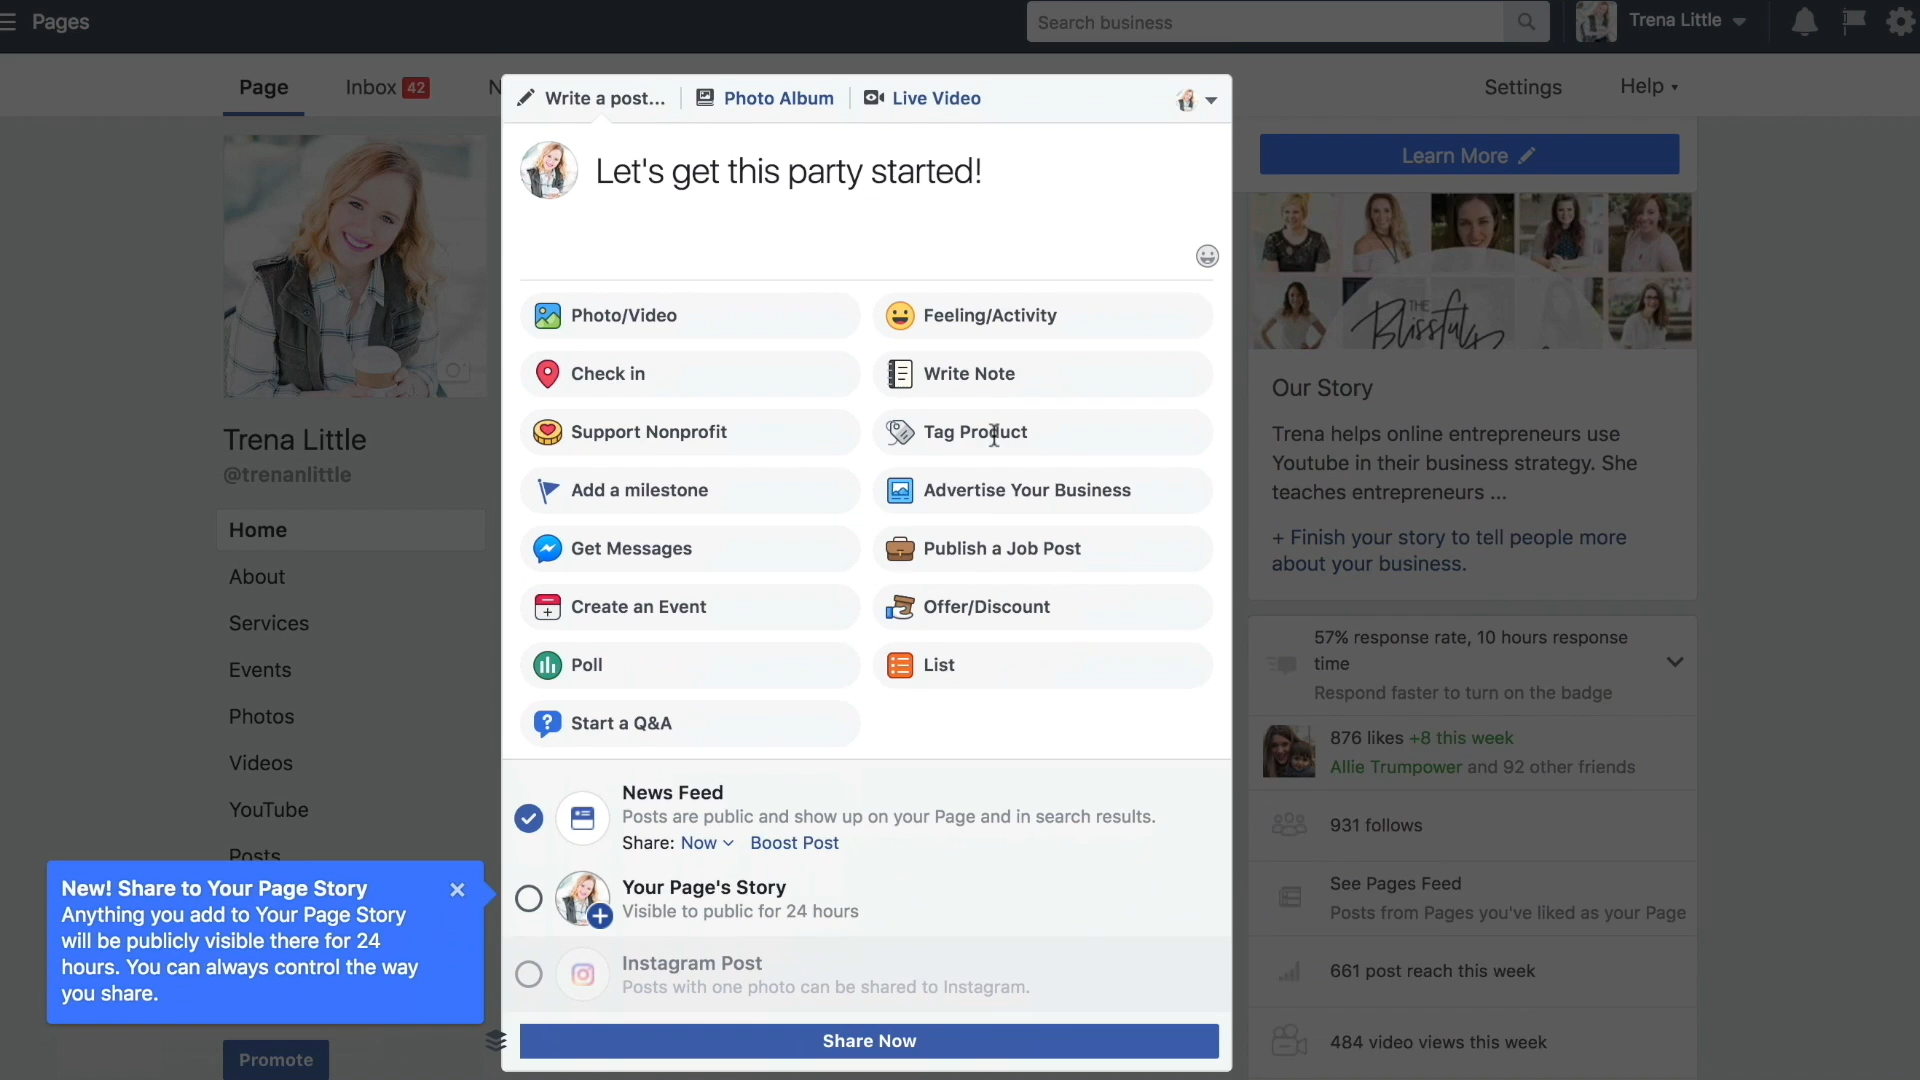 Pages
Search business
Trena Little
Page
Inbox 42
N
Settings
Help
Write a post...
Photo Album
Live Video
Let's get this party started!
Learn More
THE
Blissful
Photo/Video
Feeling/Activity
Check in
Write Note
Support Nonprofit
Tag Product
Add a milestone
Advertise Your Business
Get Messages
Publish a Job Post
Create an Event
Offer/Discount
Poll
List
Start a Q&A
Trena Little
@trenanlittle
Home
About
Services
Events
Photos
Videos
YouTube
Posts
New! Share to Your Page Story
Anything you add to Your Page Story
will be publicly visible there for 24
hours. You can always control the way
you share.
Promote
News Feed
Posts are public and show up on your Page and in search results.
Share: Now Boost Post
Your Page's Story
Visible to public for 24 hours
Instagram Post
Posts with one photo can be shared to Instagram.
Share Now
Our Story
Trena helps online entrepreneurs use
Youtube in their business strategy. She
teaches entrepreneurs ...
+ Finish your story to tell people more
about your business.
57% response rate, 10 hours response
time
Respond faster to turn on the badge
876 likes +8 this week
Allie Trumpower and 92 other friends
931 follows
See Pages Feed
Posts from Pages you've liked as your Page
661 post reach this week
484 video views this week